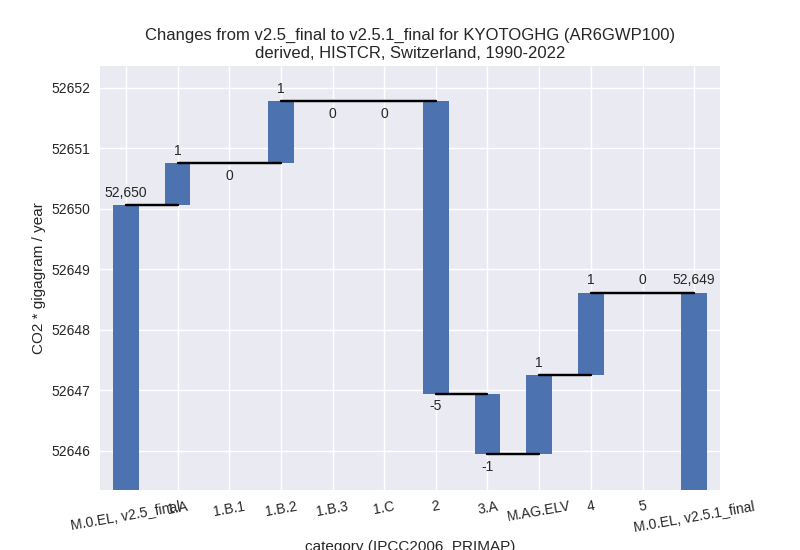 Changes from v2.5_final to v2.5.1_final for KYOTOGHG (AR6GWP100)
derived, HISTCR, Switzerland, 1990-2022
CO2 * gigagram / year
52652
52651
52650
52649
52648
52647
52646
52,650
1
0
1
0
0
-5
-1
1
1
0
52,649
M.0.EL, v2.5_final
1.A
1.B.1
1.B.2
1.B.3
1.C
2
3.A
M.AG.ELV
4
5
M.0.EL, v2.5.1_final
category (IPCC2006_PRIMAP)